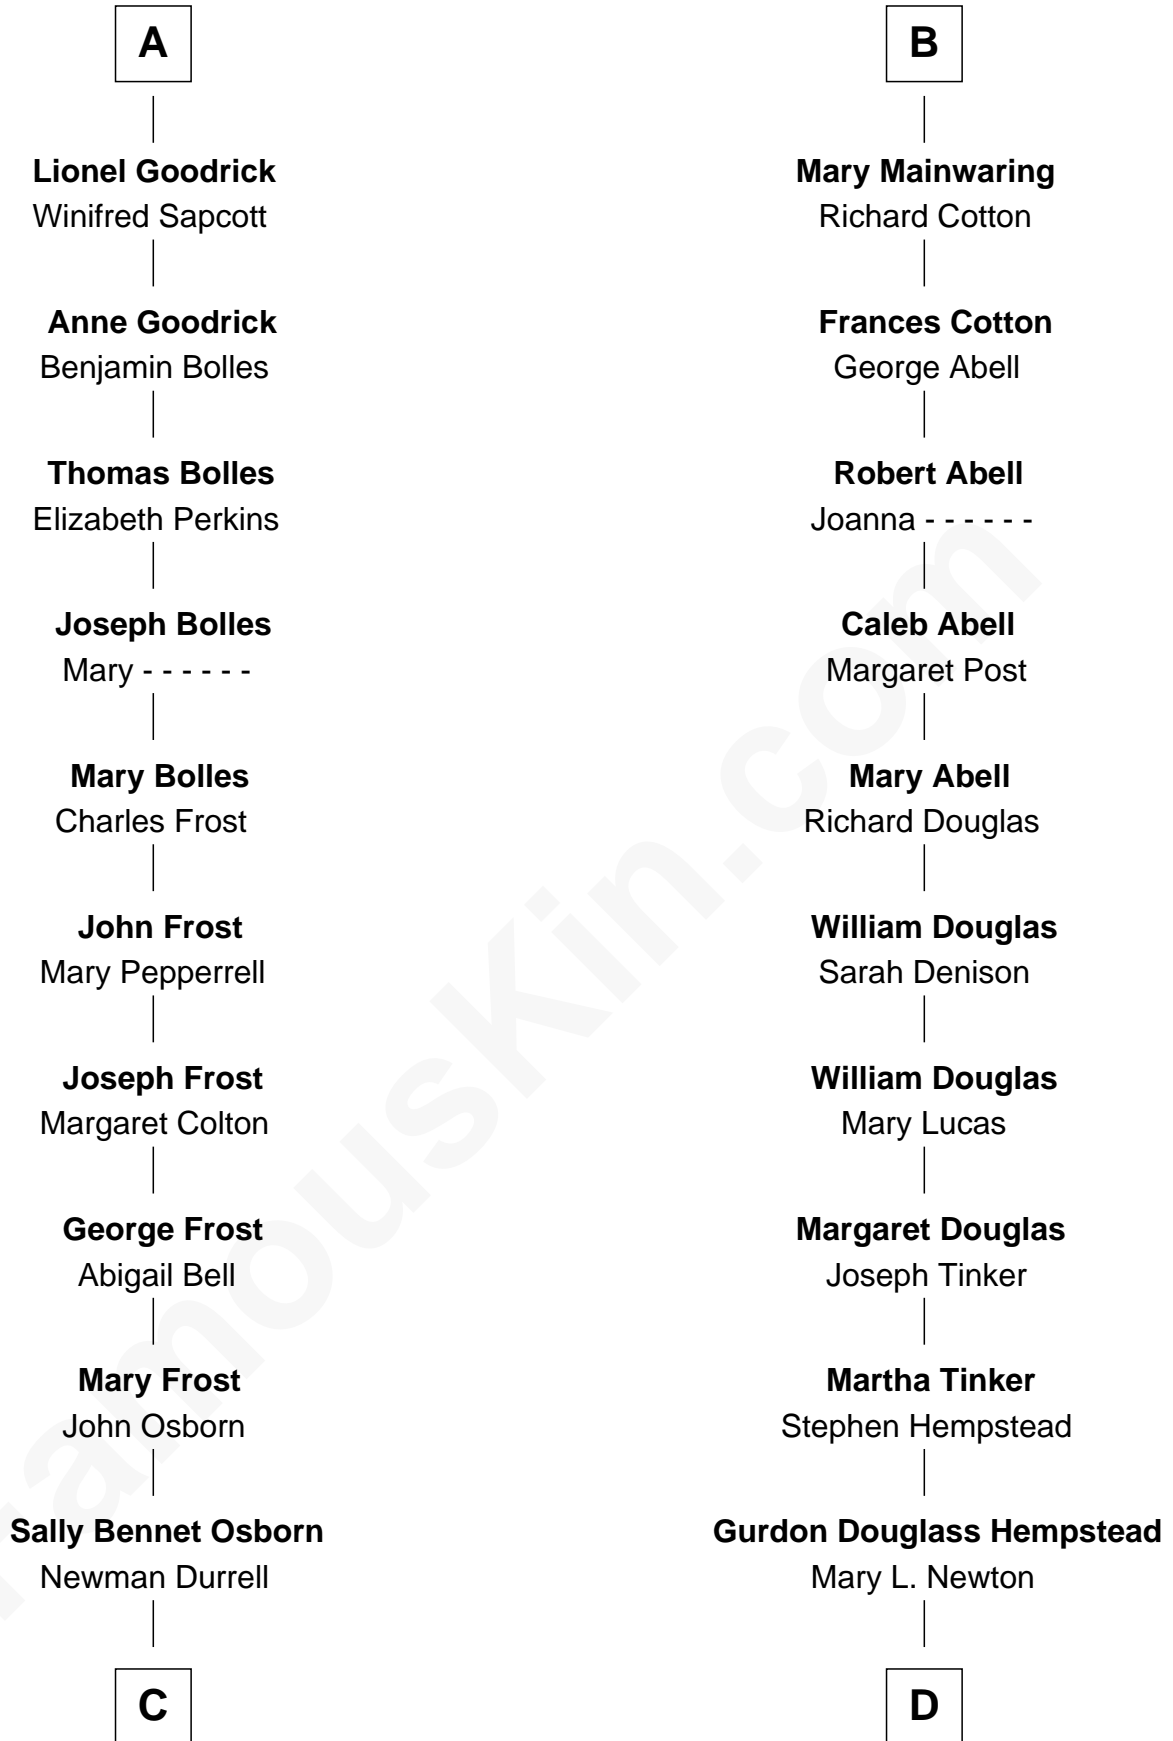 A
Lionel Goodrick
Winifred Sapcott
Anne Goodrick
Benjamin Bolles
Thomas Bolles
Elizabeth Perkins
Joseph Bolles
Mary - - - - - -
Mary Bolles
Charles Frost
John Frost
Mary Pepperrell
Joseph Frost
Margaret Colton
George Frost
Abigail Bell
Mary Frost
John Osborn
Sally Bennet Osborn
Newman Durrell
C
B
Mary Mainwaring
Richard Cotton
Frances Cotton
George Abell
Robert Abell
Joanna - - - - - -
Caleb Abell
Margaret Post
Mary Abell
Richard Douglas
William Douglas
Sarah Denison
William Douglas
Mary Lucas
Margaret Douglas
Joseph Tinker
Martha Tinker
Stephen Hempstead
Gurdon Douglass Hempstead
Mary L. Newton
D
FamousKin.com